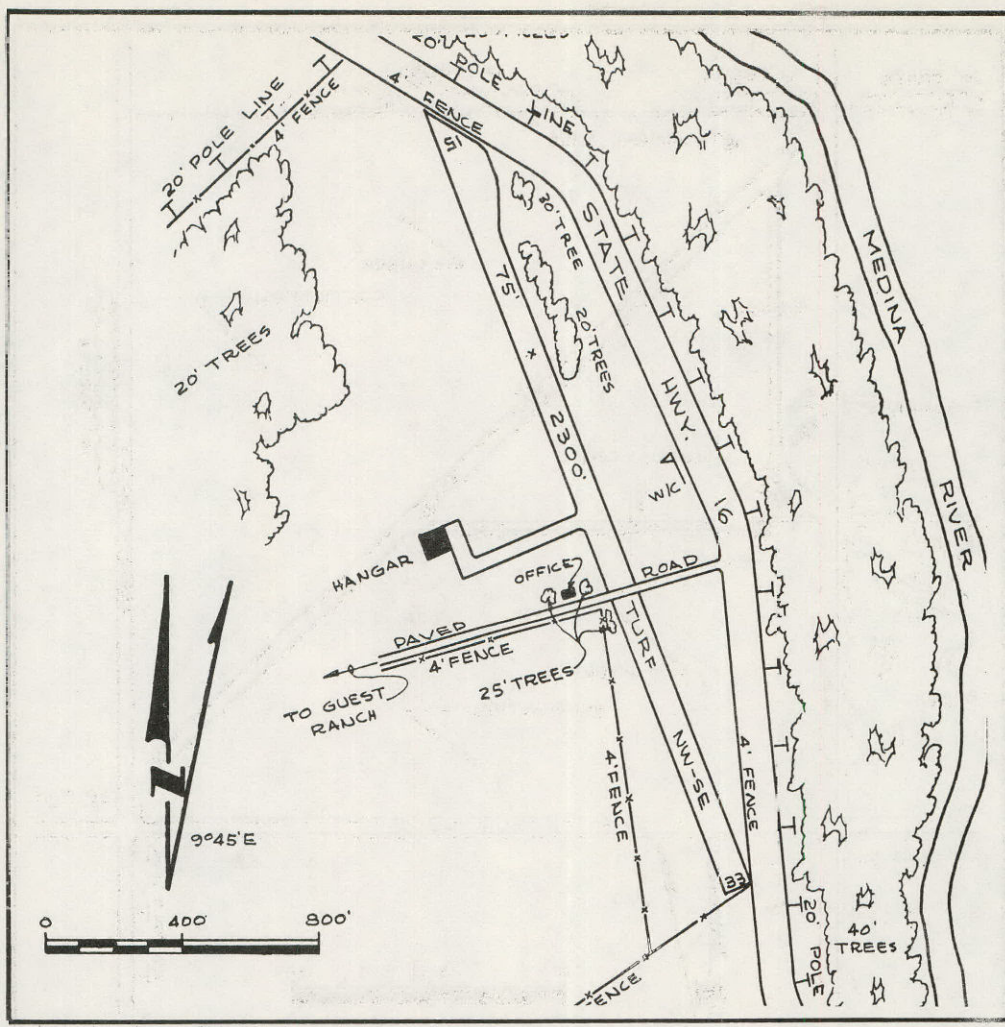 20' POLE LINE
4' FENCE
4' FENCE
POLE LINE
15
20' TREE
STATE HWY. 16
MEDINA RIVER
20' TREES
20' TREES
75'
2300'
W/C
HANGAR
OFFICE
PAVED ROAD
4' FENCE
TO GUEST
RANCH
25' TREES
TURF
NW-SE
4' FENCE
4' FENCE
33
N
9°45'E
0 400 800'
20' POLE
40'
TREES
FENCE